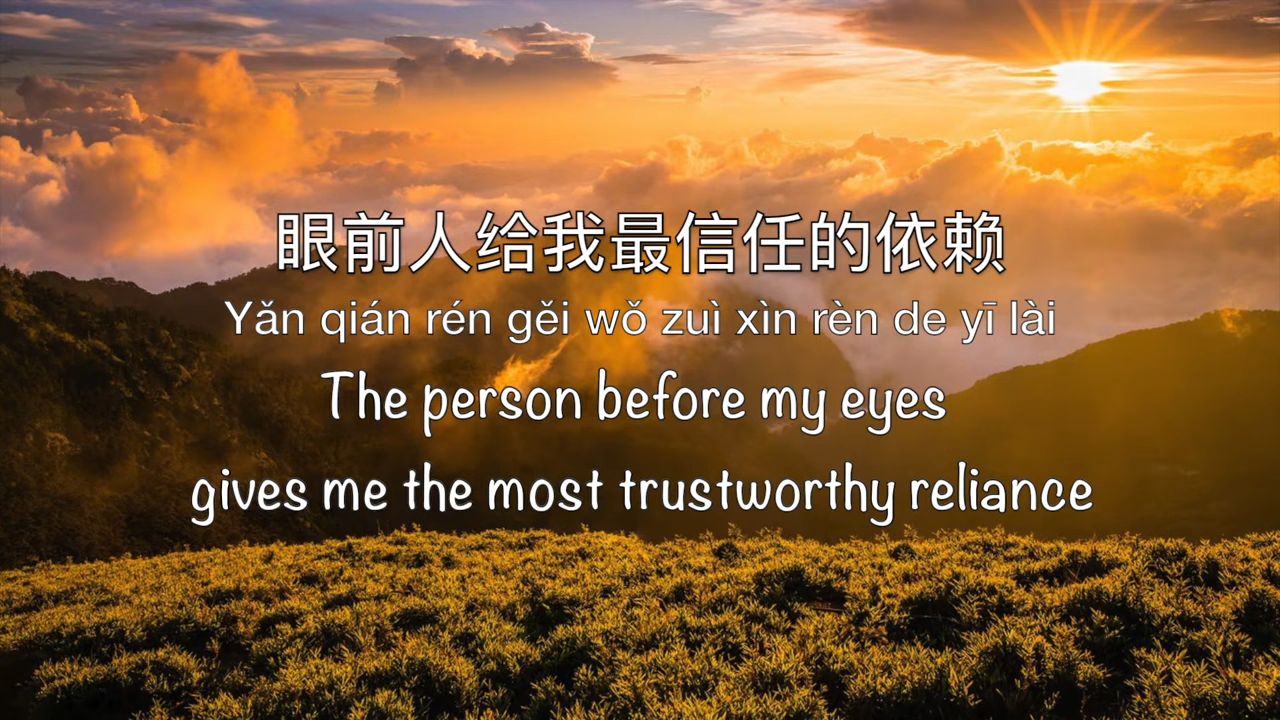 眼前人给我最信任的依赖
Yǎn qián rén gěi wǒ zuì xìn rèn de yī lài
The person before my eyes
gives me the most trustworthy reliance